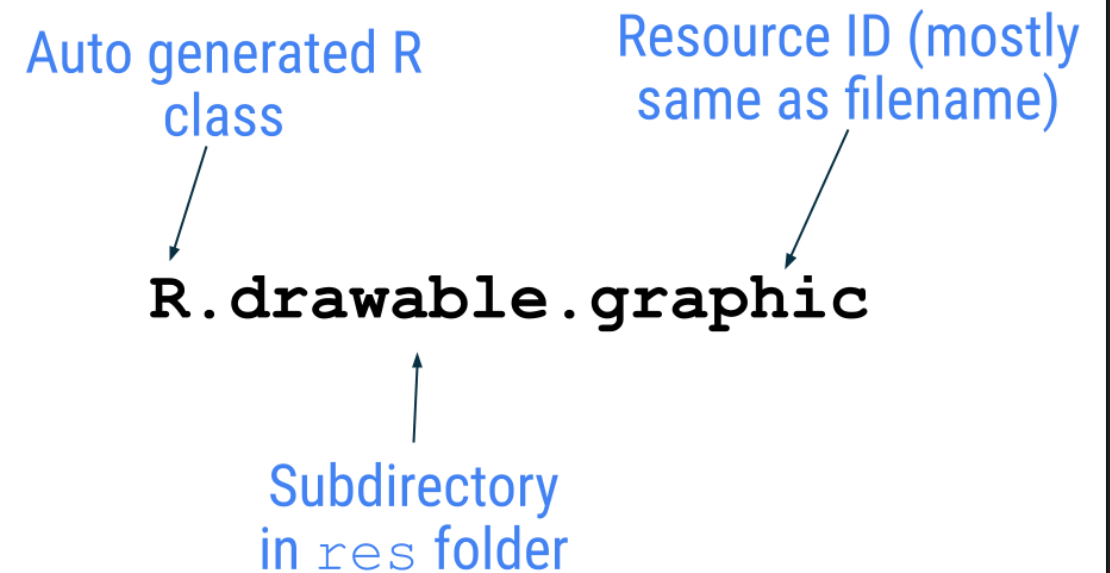 Auto generated R
class
Resource ID (mostly
same as filename)
R.drawable.graphic
Subdirectory
in res folder